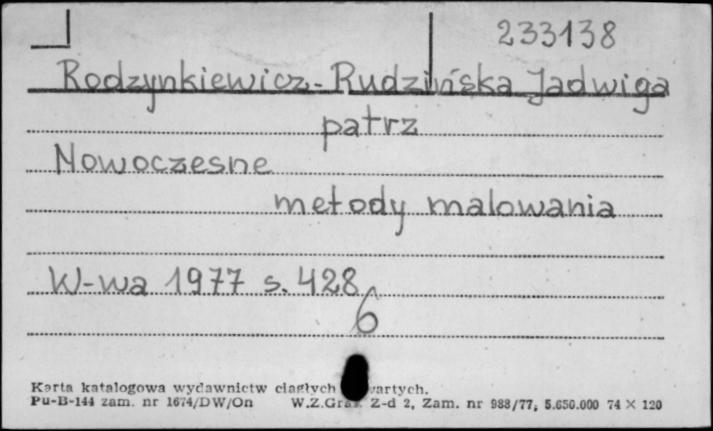 233138
Rodzynkiewicz-Rudzińska Jadwiga
patrz
Nowoczesne
metody malowania
W-wa 1977 s. 428
6
Karta katalogowa wydawnictw ciągłych
Pu-B-144 zam. nr 1674/DW/On W.Z.Graf. Z-d 2, Zam. nr 988/77, 5.650.000 74 X 120